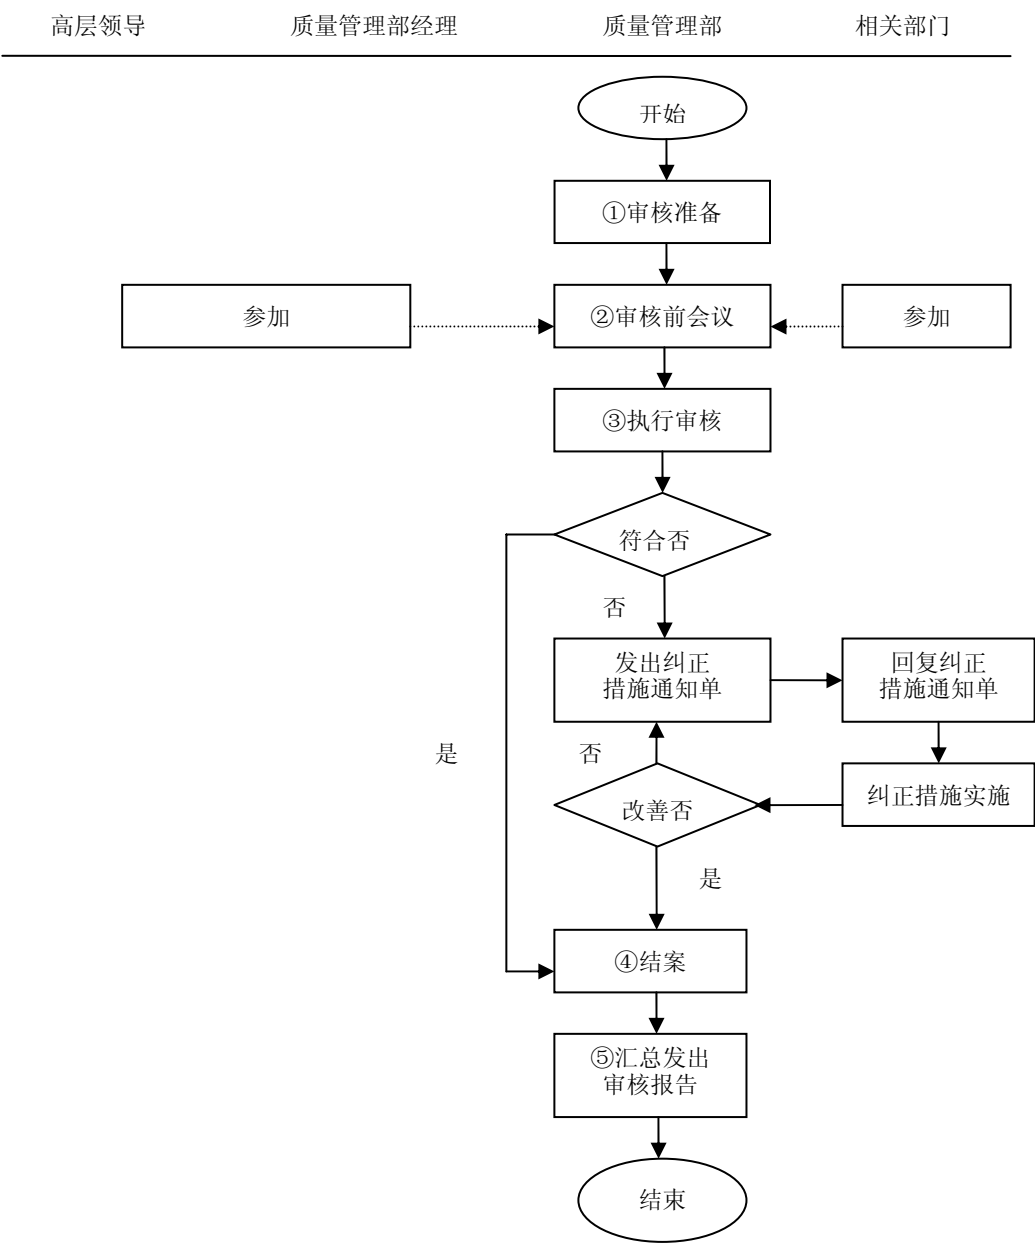 高层领导 质量管理部经理 质量管理部 相关部门
开始
①审核准备
参加
②审核前会议
参加
③执行审核
符合否
否
发出纠正
措施通知单
回复纠正
措施通知单
是
否
改善否
纠正措施实施
是
④结案
⑤汇总发出
审核报告
结束